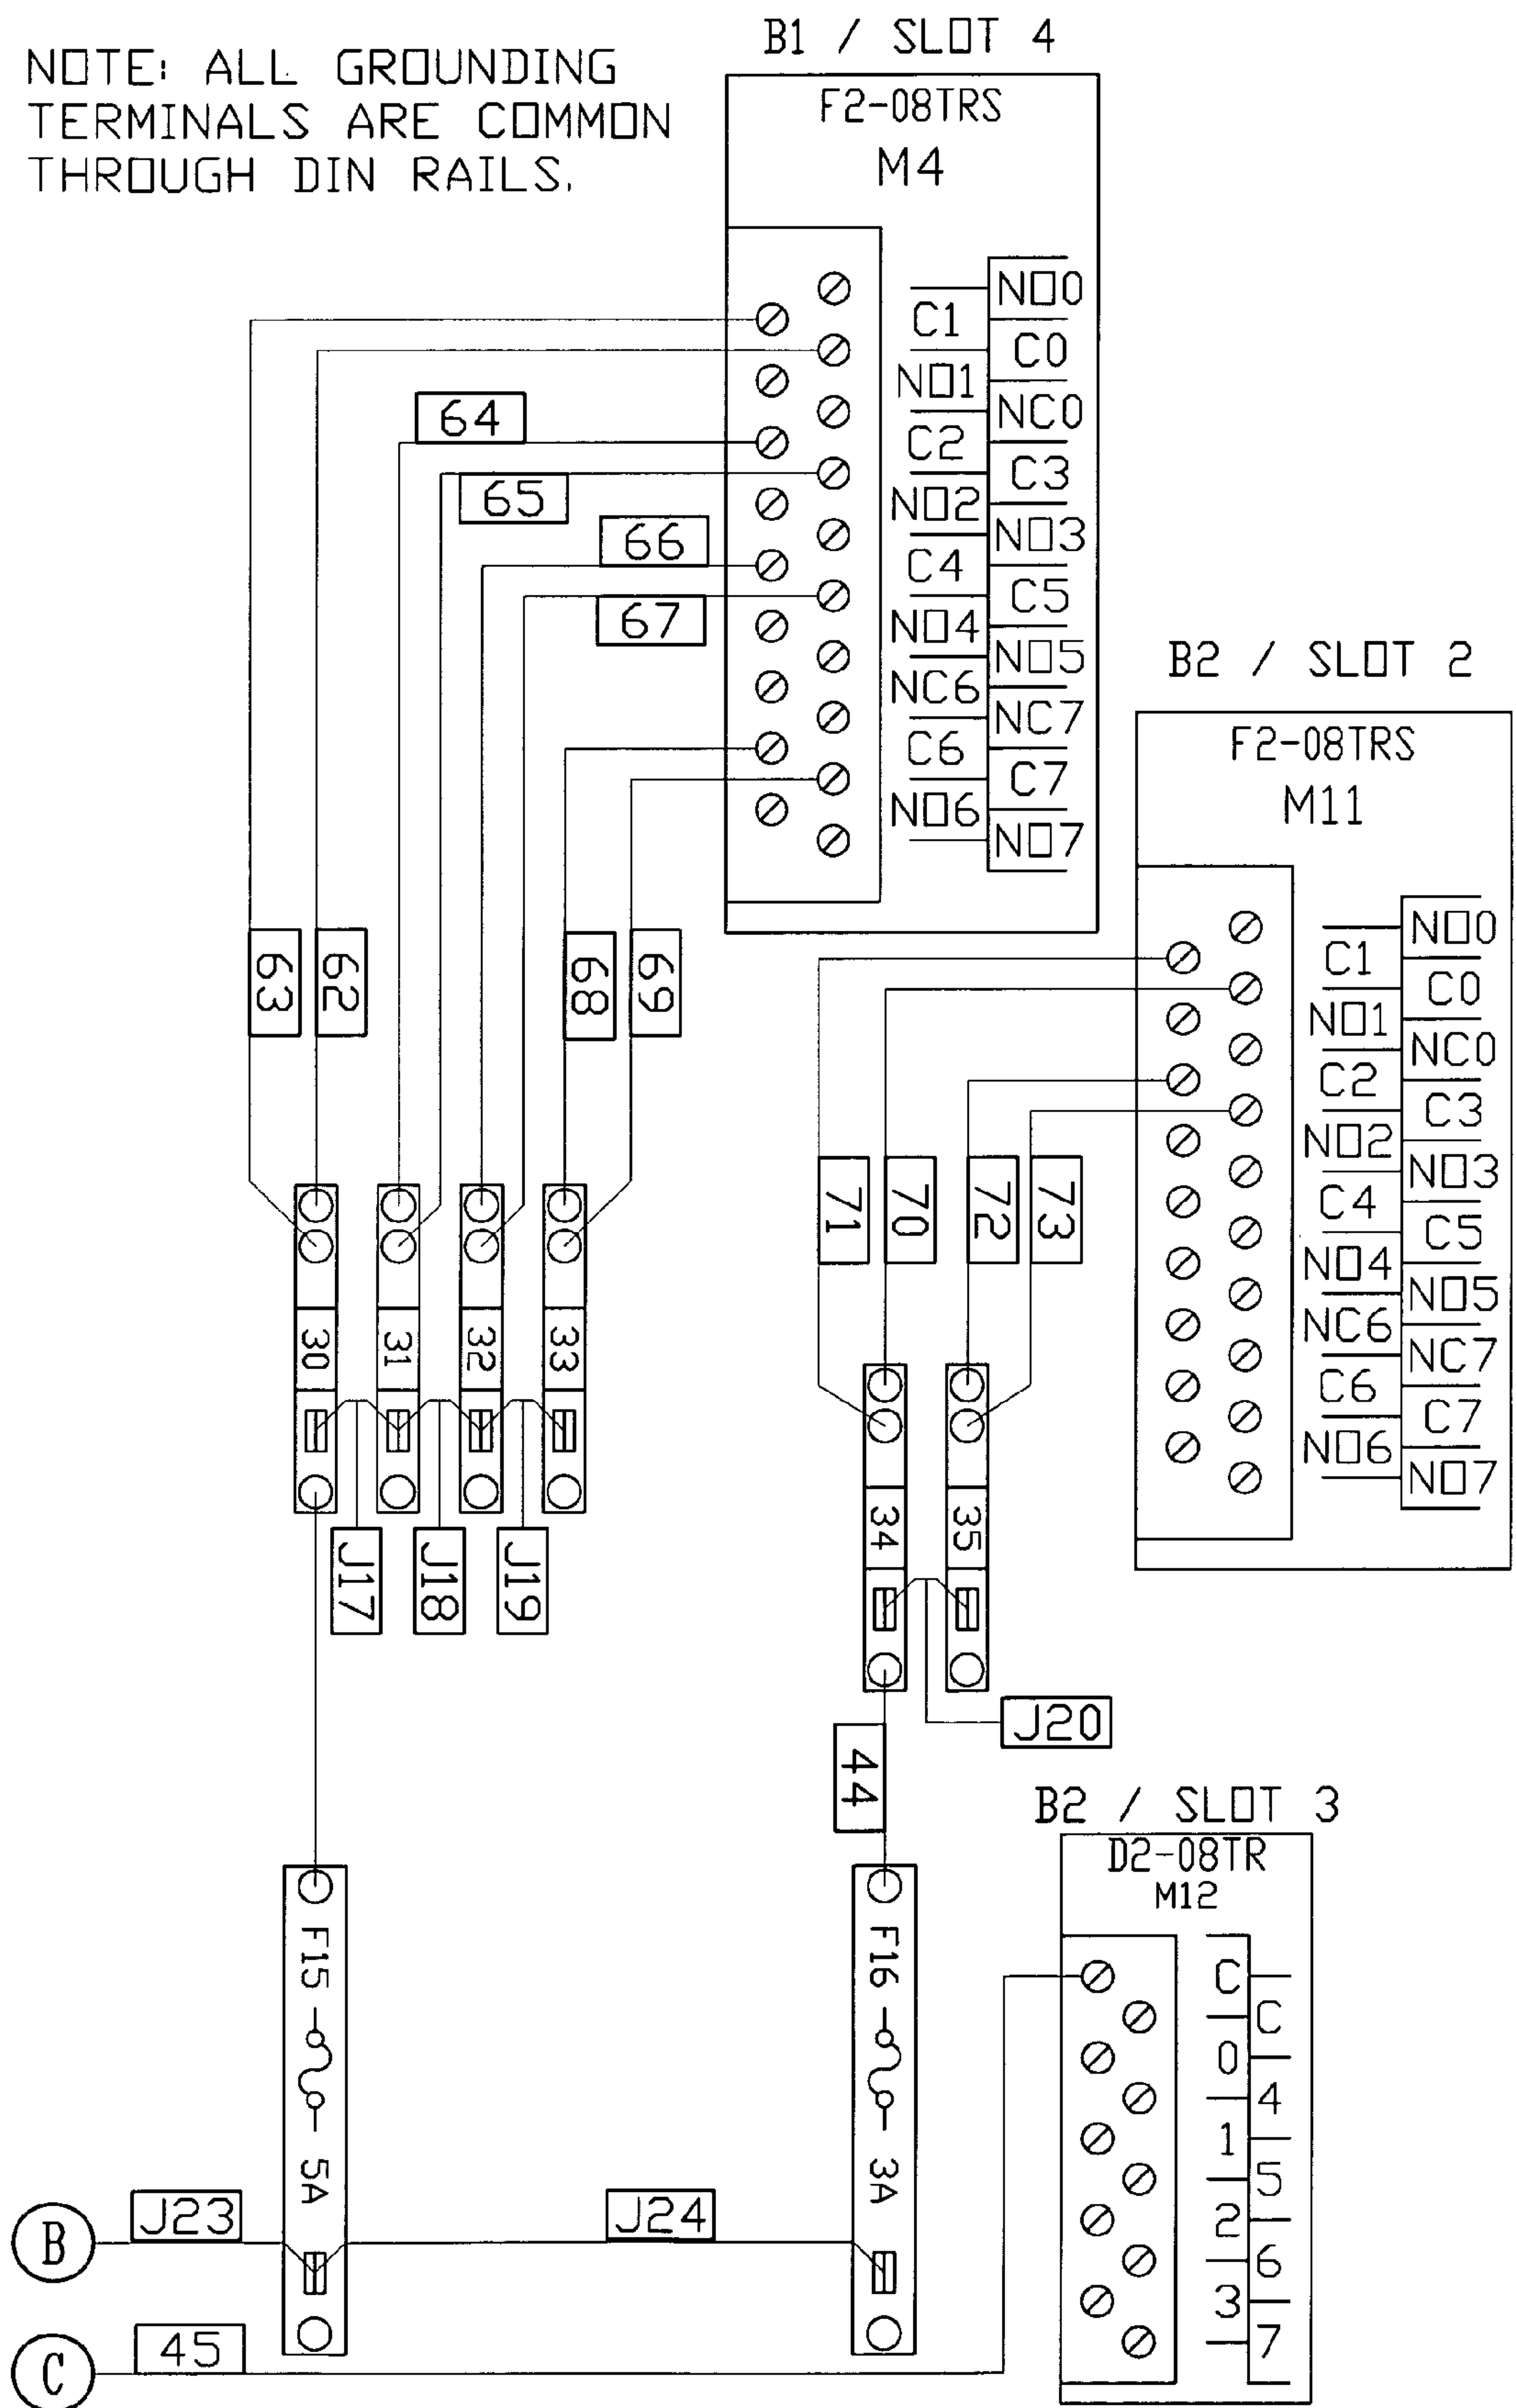 B1 / SLOT 4
NOTE: ALL GROUNDING
TERMINALS ARE COMMON
THROUGH DIN RAILS.
F2-08TRS
M4
NO0
C1
C0
NO1
NC0
C2
C3
NO2
NO3
C4
C5
NO4
NO5
NC6
NC7
C6
C7
NO6
NO7
64
65
66
67
63
62
68
69
B2 / SLOT 2
F2-08TRS
M11
NO0
C1
C0
NO1
NC0
C2
C3
NO2
NO3
C4
C5
NO4
NO5
NC6
NC7
C6
C7
NO6
NO7
71
70
72
73
30
31
32
33
J17
J18
J19
34
35
J20
44
B2 / SLOT 3
D2-08TR
M12
C
C
0
4
1
5
2
6
3
7
F15
5A
F16
3A
B
J23
J24
C
45